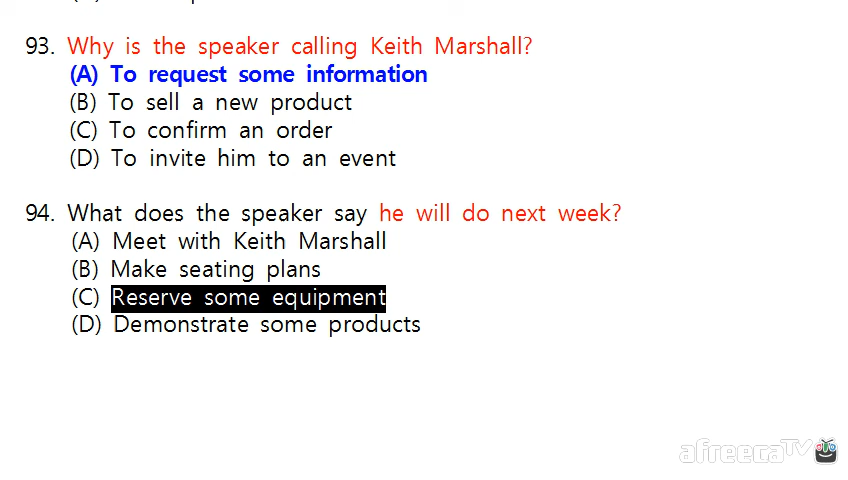 93. Why is the speaker calling Keith Marshall?
(A) To request some information
(B) To sell a new product
(C) To confirm an order
(D) To invite him to an event
94. What does the speaker say he will do next week?
(A) Meet with Keith Marshall
(B) Make seating plans
(C) Reserve some equipment
(D) Demonstrate some products
afreecaTV